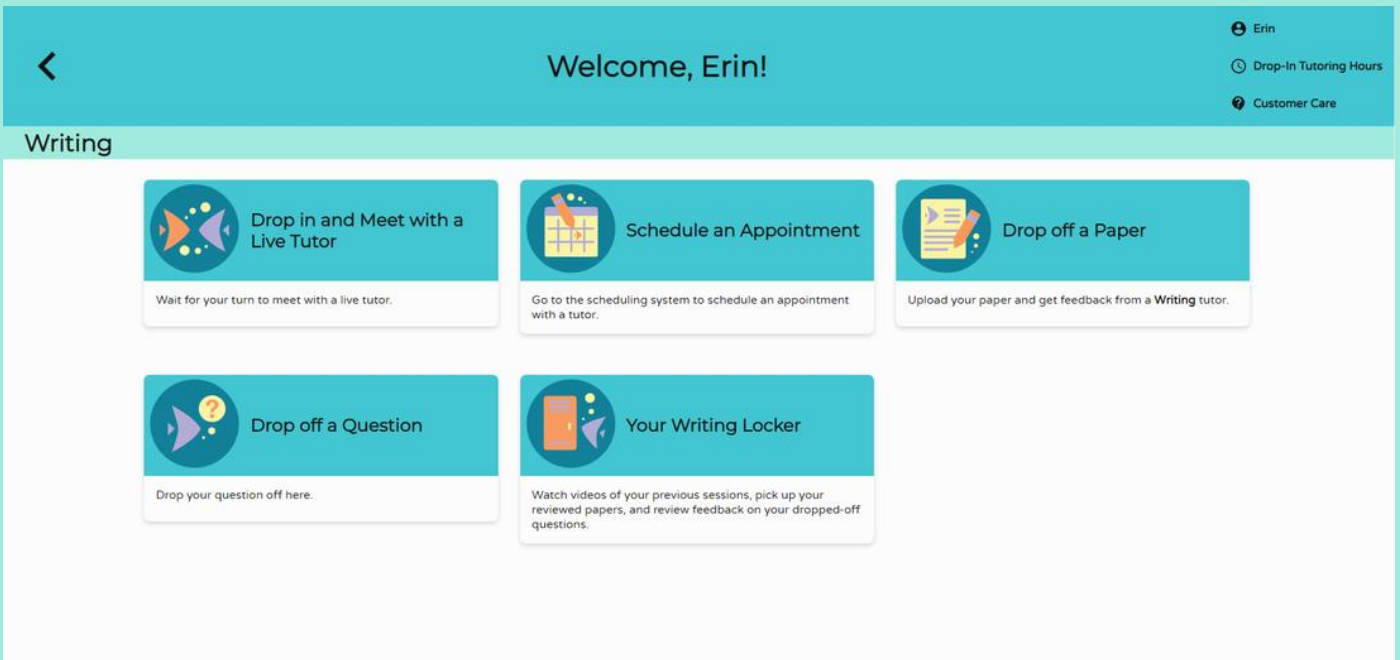 Welcome, Erin!
Erin
Drop-In Tutoring Hours
Customer Care
Writing
Drop in and Meet with a
Live Tutor
Wait for your turn to meet with a live tutor.
Schedule an Appointment
Go to the scheduling system to schedule an appointment
with a tutor.
Drop off a Paper
Upload your paper and get feedback from a Writing tutor.
Drop off a Question
Drop your question off here.
Your Writing Locker
Watch videos of your previous sessions, pick up your
reviewed papers, and review feedback on your dropped-off
questions.